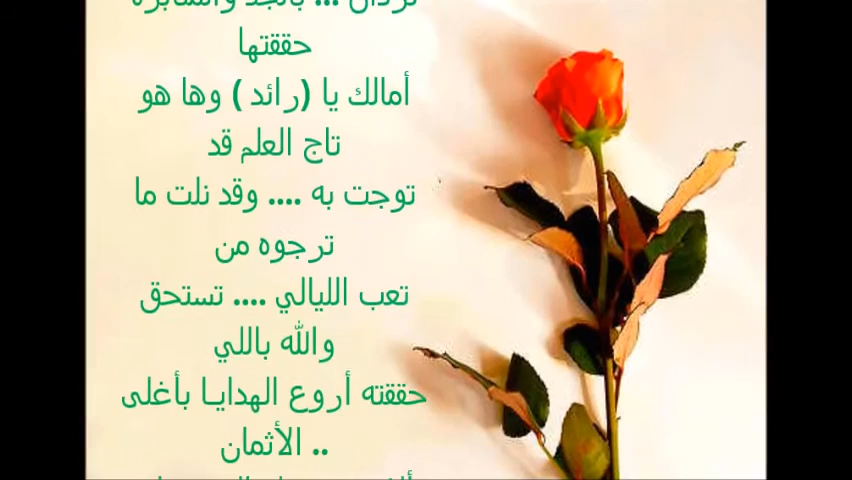 حققتها
أمالك يا (رائد ) وها هو
تاج العلم قد
توجت به .... وقد نلت ما
ترجوه من
تعب الليالي .... تستحق
والله باللي
حققته أروع الهدايـا بأغلى
الأثمان ..